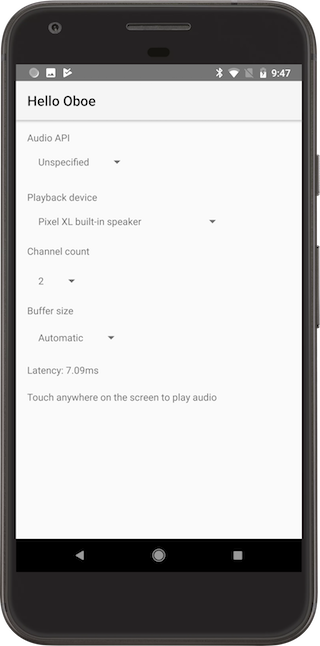 9:47
Hello Oboe
Audio API
Unspecified
Playback device
Pixel XL built-in speaker
Channel count
2
Buffer size
Automatic
Latency: 7.09ms
Touch anywhere on the screen to play audio